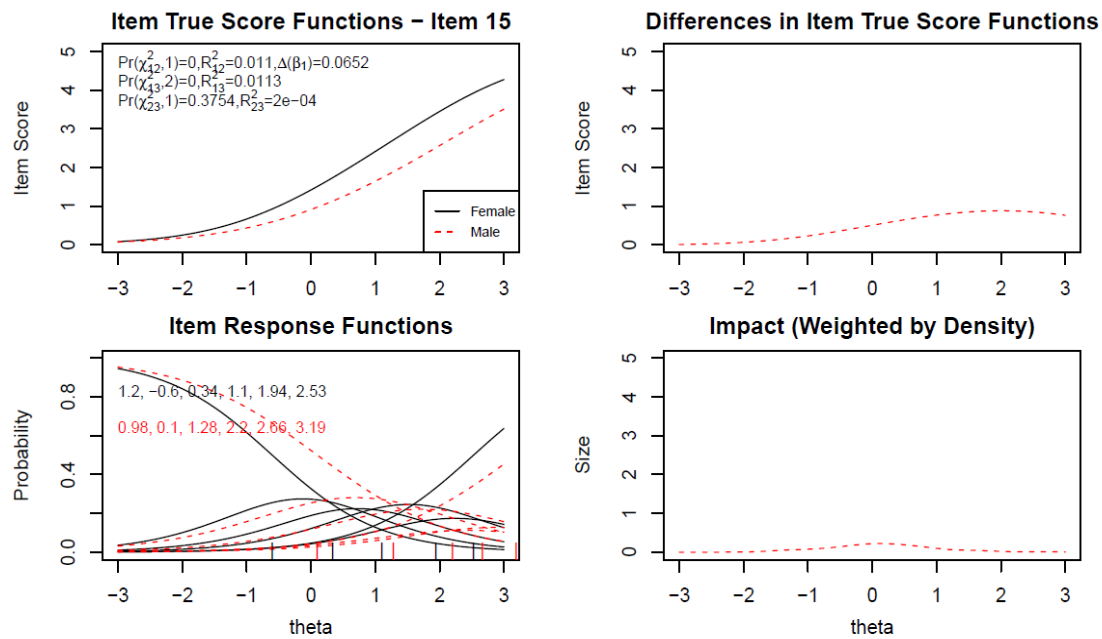 Item True Score Functions − Item 15
Item Score
5
4
3
2
1
0
Pr(χ²₁₂,1)=0,R²₁₂=0.011,Δ(β₁)=0.0652
Pr(χ²₁₃,2)=0,R²₁₃=0.0113
Pr(χ²₂₃,1)=0.3754,R²₂₃=2e−04
Female
Male
−3 −2 −1 0 1 2 3
Differences in Item True Score Functions
Item Score
5
4
3
2
1
0
−3 −2 −1 0 1 2 3
Item Response Functions
Probability
0.8
0.4
0.0
1.2, −0.6, 0.34, 1.1, 1.94, 2.53
0.98, 0.1, 1.28, 2.2, 2.66, 3.19
−3 −2 −1 0 1 2 3
theta
Impact (Weighted by Density)
Size
5
4
3
2
1
0
−3 −2 −1 0 1 2 3
theta